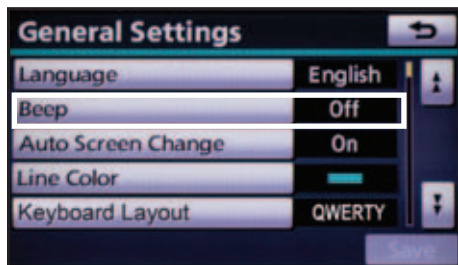 General Settings
Language English
Beep Off
Auto Screen Change On
Line Color
Keyboard Layout QWERTY
Save